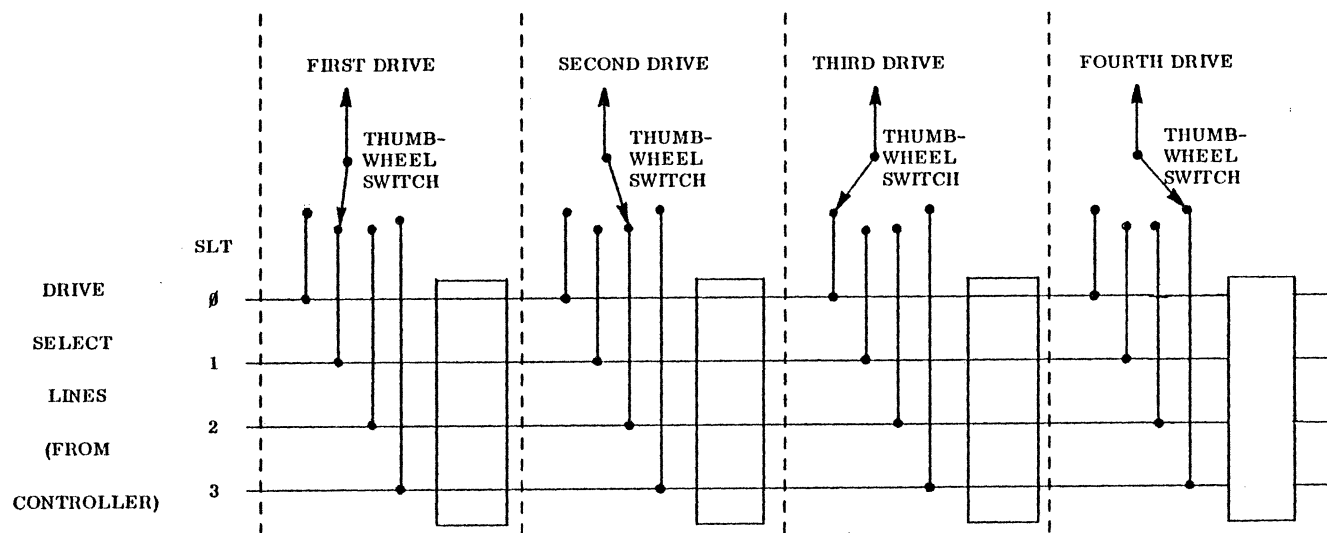 FIRST DRIVE
SECOND DRIVE
THIRD DRIVE
FOURTH DRIVE
THUMB-
WHEEL
SWITCH
THUMB-
WHEEL
SWITCH
THUMB-
WHEEL
SWITCH
THUMB-
WHEEL
SWITCH
SLT
DRIVE
SELECT
LINES
(FROM
CONTROLLER)
Ø
1
2
3